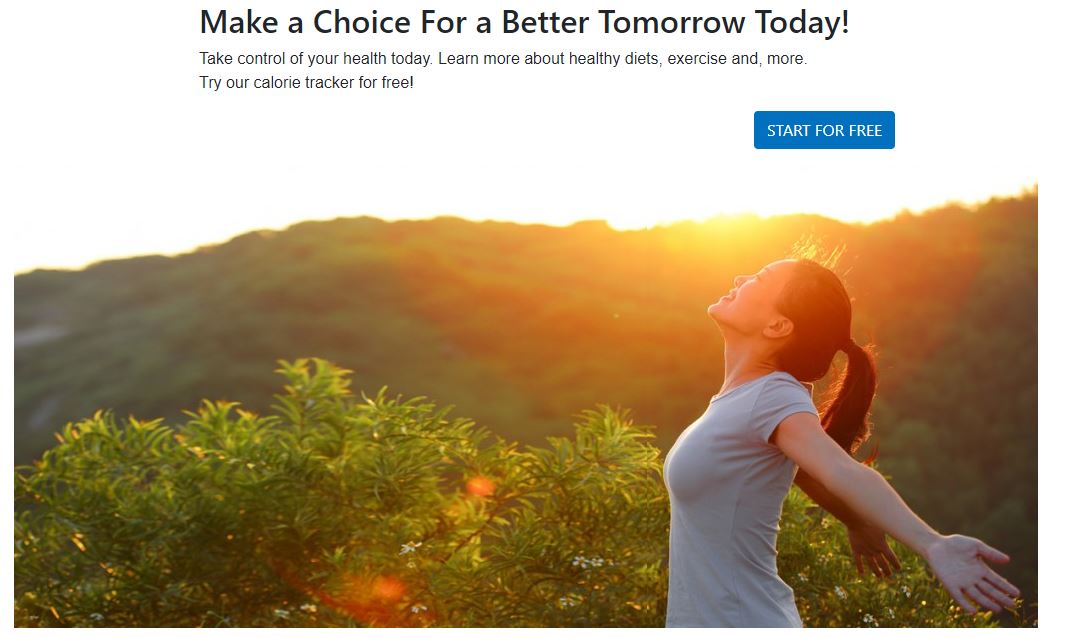 Make a Choice For a Better Tomorrow Today!
Take control of your health today. Learn more about healthy diets, exercise and, more.
Try our calorie tracker for free!
START FOR FREE